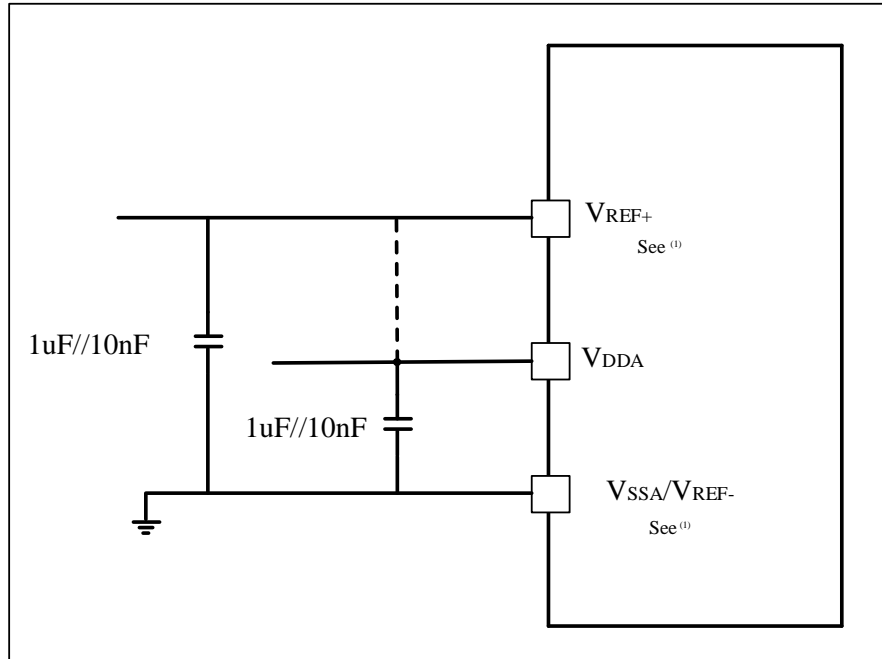 VREF+
See (1)
1uF//10nF
VDDA
1uF//10nF
VSSA/VREF-
See (1)